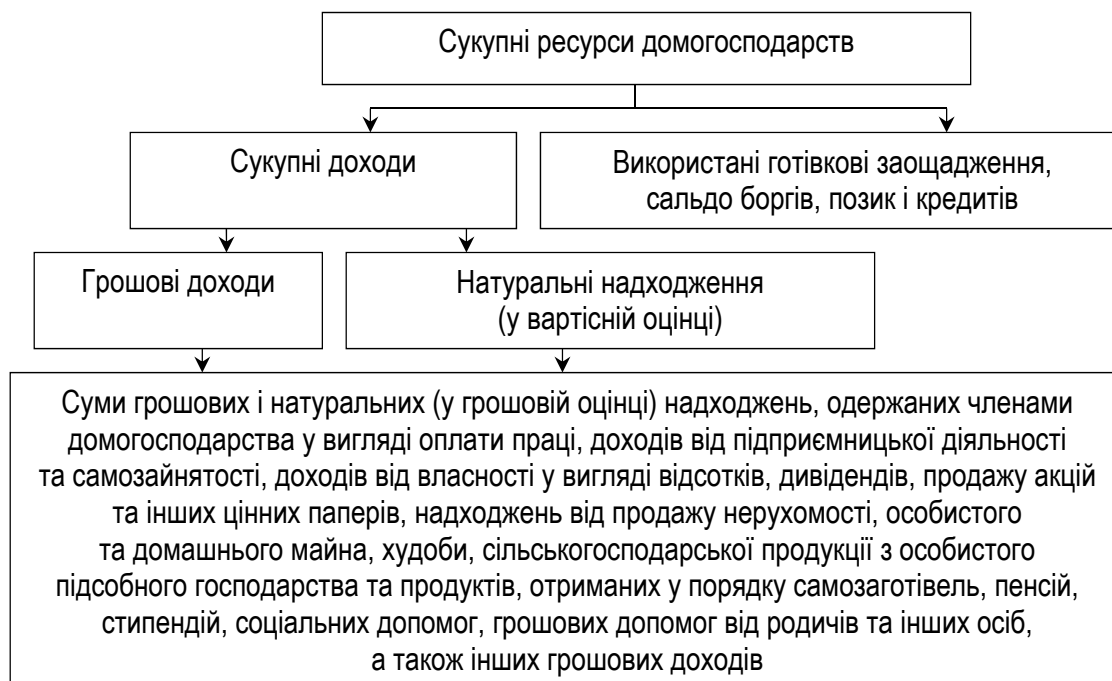 Сукупні ресурси домогосподарств
Сукупні доходи
Використані готівкові заощадження,
сальдо боргів, позик і кредитів
Грошові доходи
Натуральні надходження
(у вартісній оцінці)
Суми грошових і натуральних (у грошовій оцінці) надходжень, одержаних членами
домогосподарства у вигляді оплати праці, доходів від підприємницької діяльності
та самозайнятості, доходів від власності у вигляді відсотків, дивідендів, продажу акцій
та інших цінних паперів, надходжень від продажу нерухомості, особистого
та домашнього майна, худоби, сільськогосподарської продукції з особистого
підсобного господарства та продуктів, отриманих у порядку самозаготівель, пенсій,
стипендій, соціальних допомог, грошових допомог від родичів та інших осіб,
а також інших грошових доходів